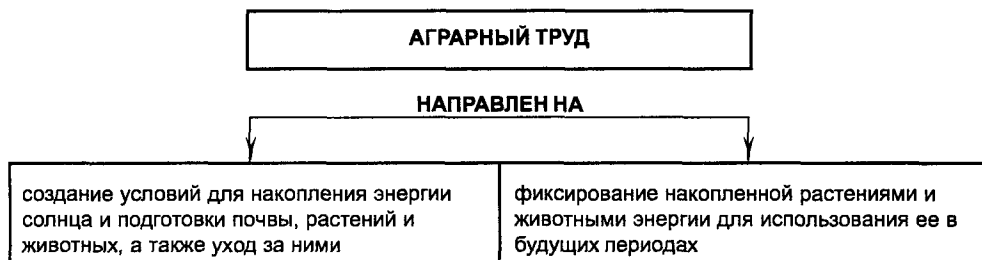 АГРАРНЫЙ ТРУД
НАПРАВЛЕН НА
создание условий для накопления энергии
солнца и подготовки почвы, растений и
животных, а также уход за ними
фиксирование накопленной растениями и
животными энергии для использования ее в
будущих периодах